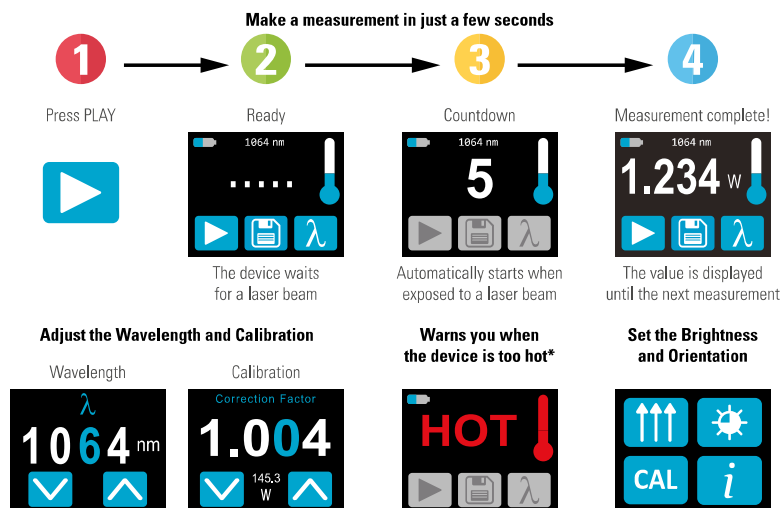 Make a measurement in just a few seconds
1 2 3 4
Press PLAY
Ready
Countdown
Measurement complete!
1064 nm
.....
λ
The device waits
for a laser beam
1064 nm
5
λ
Automatically starts when
exposed to a laser beam
1064 nm
1.234 W
λ
The value is displayed
until the next measurement
Adjust the Wavelength and Calibration
Wavelength
λ
1064 nm
Calibration
Correction Factor
1.004
145.3
W
Warns you when
the device is too hot*
HOT
λ
Set the Brightness
and Orientation
CAL
i